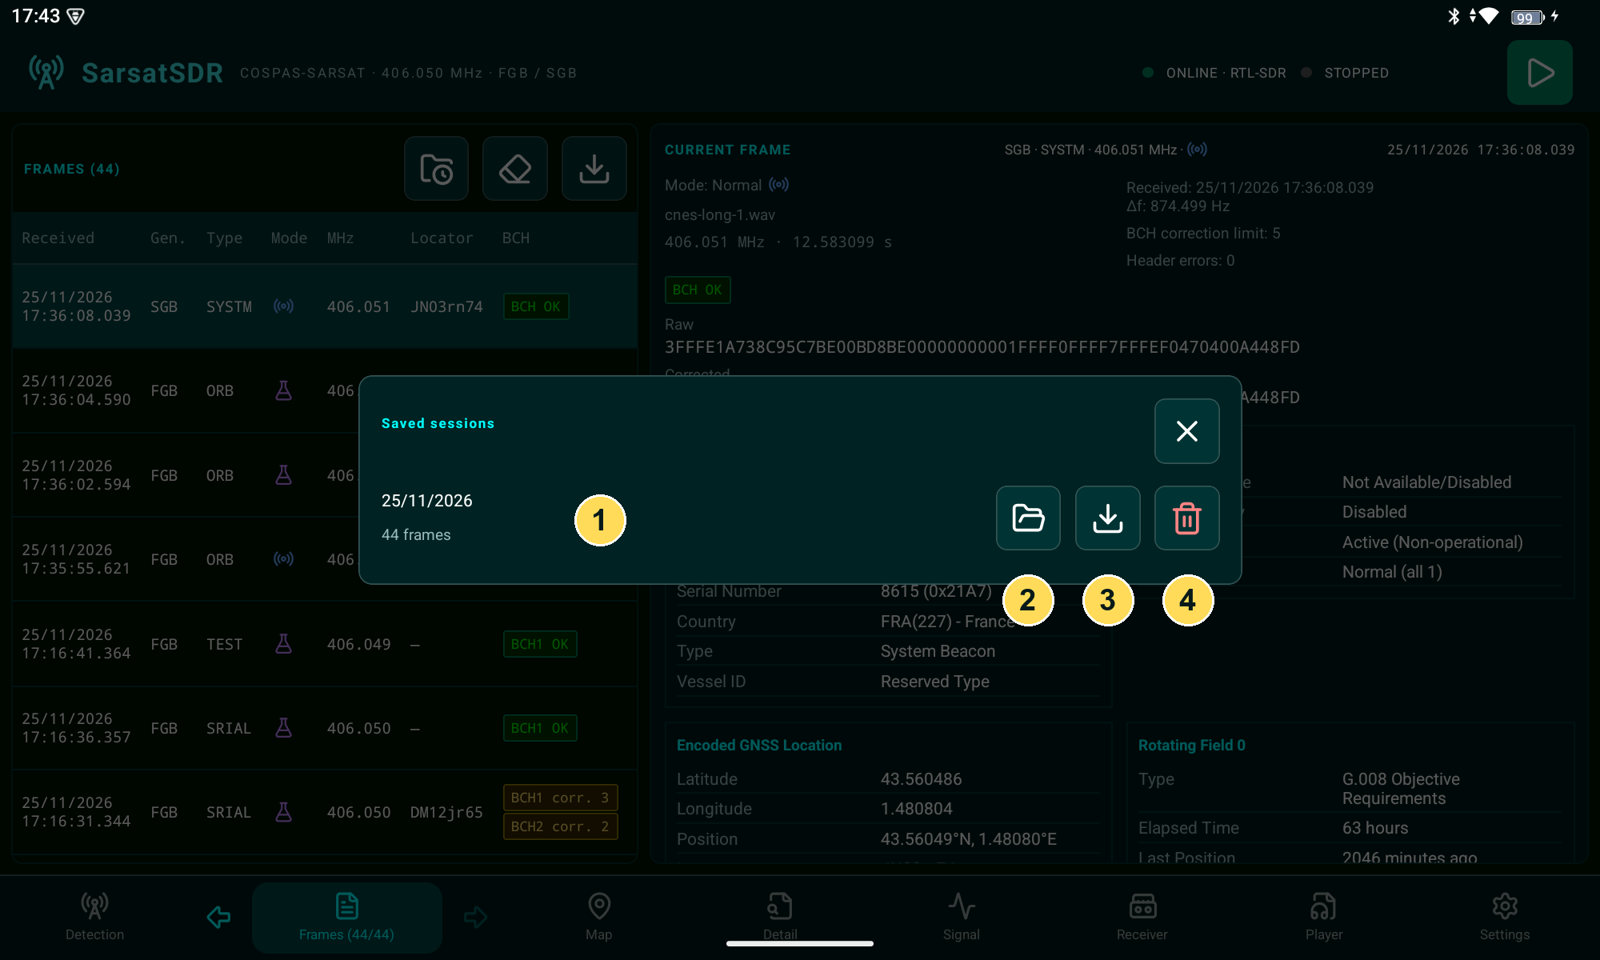 17:43
99
SarsatSDR COSPAS-SARSAT · 406.050 MHz · FGB / SGB
ONLINE · RTL-SDR STOPPED
FRAMES (44)
Received Gen. Type Mode MHz Locator BCH
25/11/2026
17:36:08.039 SGB SYSTM 406.051 JN03rn74 BCH OK
25/11/2026
17:36:04.590 FGB ORB 406
25/11/2026
17:36:02.594 FGB ORB 406
25/11/2026
17:35:55.621 FGB ORB 406
25/11/2026
17:16:41.364 FGB TEST 406.049 — BCH1 OK
25/11/2026
17:16:36.357 FGB SRIAL 406.050 — BCH1 OK
25/11/2026
17:16:31.344 FGB SRIAL 406.050 DM12jr65 BCH1 corr. 3
BCH2 corr. 2
CURRENT FRAME SGB · SYSTM · 406.051 MHz · 25/11/2026 17:36:08.039
Mode: Normal
cnes-long-1.wav
406.051 MHz · 12.583099 s
Received: 25/11/2026 17:36:08.039
Δf: 874.499 Hz
BCH correction limit: 5
Header errors: 0
BCH OK
Raw
3FFFE1A738C95C7BE00BD8BE00000000001FFFF0FFFF7FFFEF0470400A448FD
Corrected
A448FD
Saved sessions
25/11/2026
44 frames
1
2
3
4
e Not Available/Disabled
Disabled
Active (Non-operational)
Normal (all 1)
Serial Number 8615 (0x21A7)
Country FRA(227) - France
Type System Beacon
Vessel ID Reserved Type
Encoded GNSS Location
Latitude 43.560486
Longitude 1.480804
Position 43.56049°N, 1.48080°E
Rotating Field 0
Type G.008 Objective
Requirements
Elapsed Time 63 hours
Last Position 2046 minutes ago
Detection
Frames (44/44)
Map
Detail
Signal
Receiver
Player
Settings